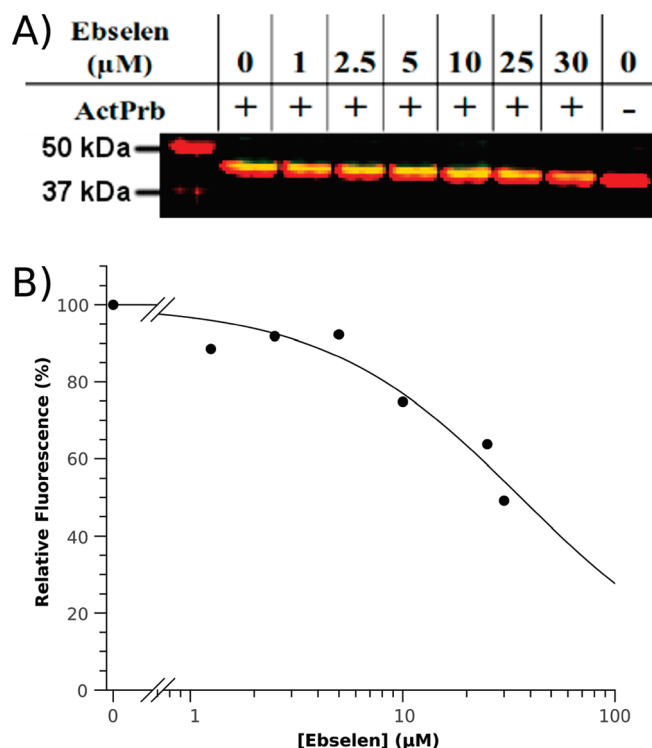 A) Ebselen
(μM) 0 1 2.5 5 10 25 30 0
ActPrb + + + + + + + -
50 kDa
37 kDa
B)
100
80
60
40
20
0
Relative Fluorescence (%)
0 1 10 100
[Ebselen] (μM)